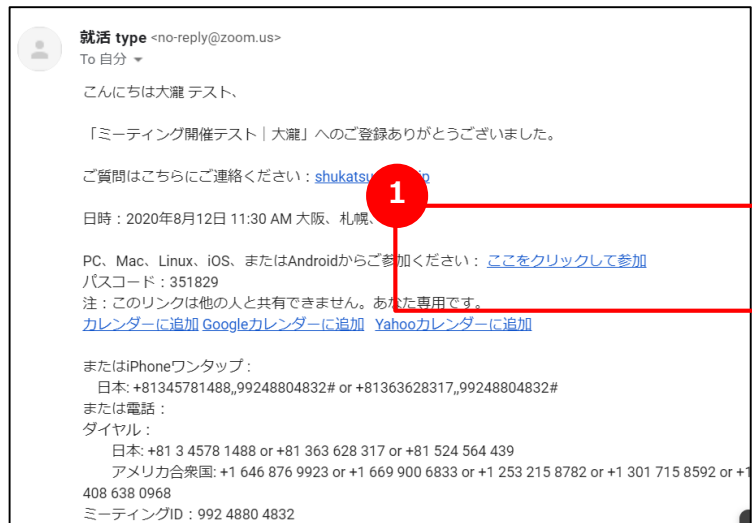 就活 type <no-reply@zoom.us>
To 自分
こんにちは大瀧 テスト、
「ミーティング開催テスト｜大瀧」へのご登録ありがとうございました。
ご質問はこちらにご連絡ください：
1
日時：2020年8月12日 11:30 AM 大阪、札幌、
PC、Mac、Linux、iOS、またはAndroidからご参加ください： ここをクリックして参加
パスコード：351829
注：このリンクは他の人と共有できません。あなた専用です。
カレンダーに追加 Googleカレンダーに追加 Yahooカレンダーに追加
またはiPhoneワンタップ :
日本: +81345781488,,99248804832# or +81363628317,,99248804832#
または電話：
ダイヤル：
日本: +81 3 4578 1488 or +81 363 628 317 or +81 524 564 439
アメリカ合衆国: +1 646 876 9923 or +1 669 900 6833 or +1 253 215 8782 or +1 301 715 8592 or +1
408 638 0968
ミーティングID：992 4880 4832